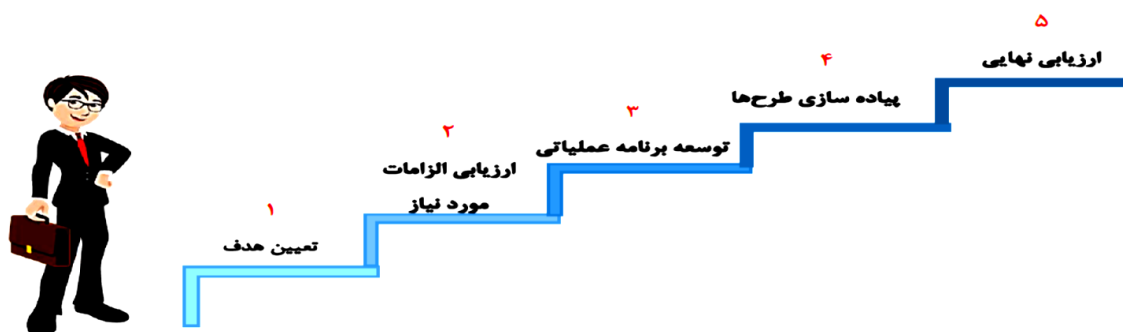 ۱
تعیین هدف
۲
ارزیابی الزامات
مورد نیاز
۳
توسعه برنامه عملیاتی
۴
پیاده سازی طرح‌ها
۵
ارزیابی نهایی